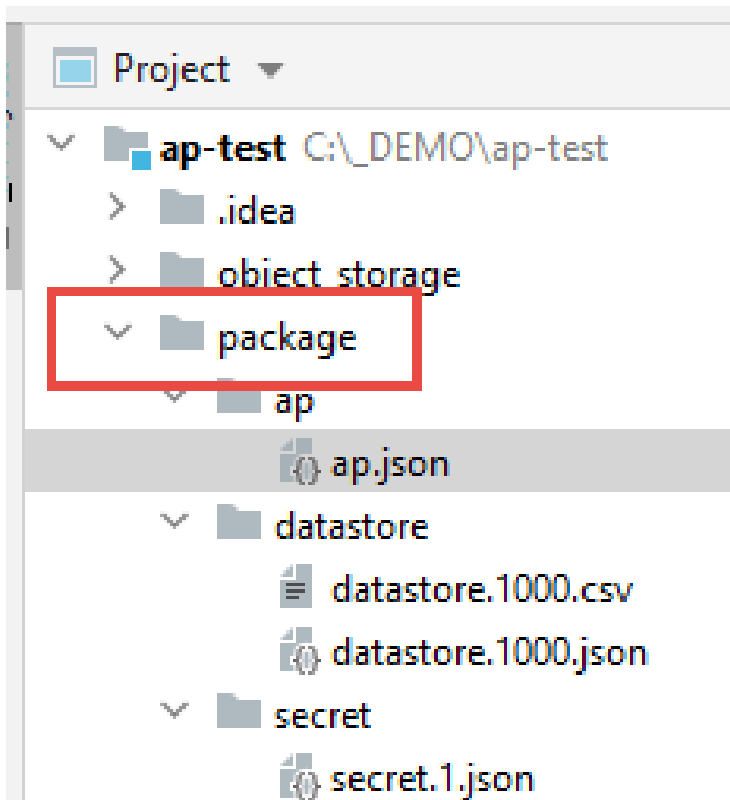 Project
ap-test C:\_DEMO\ap-test
.idea
object_storage
package
ap
ap.json
datastore
datastore.1000.csv
datastore.1000.json
secret
secret.1.json